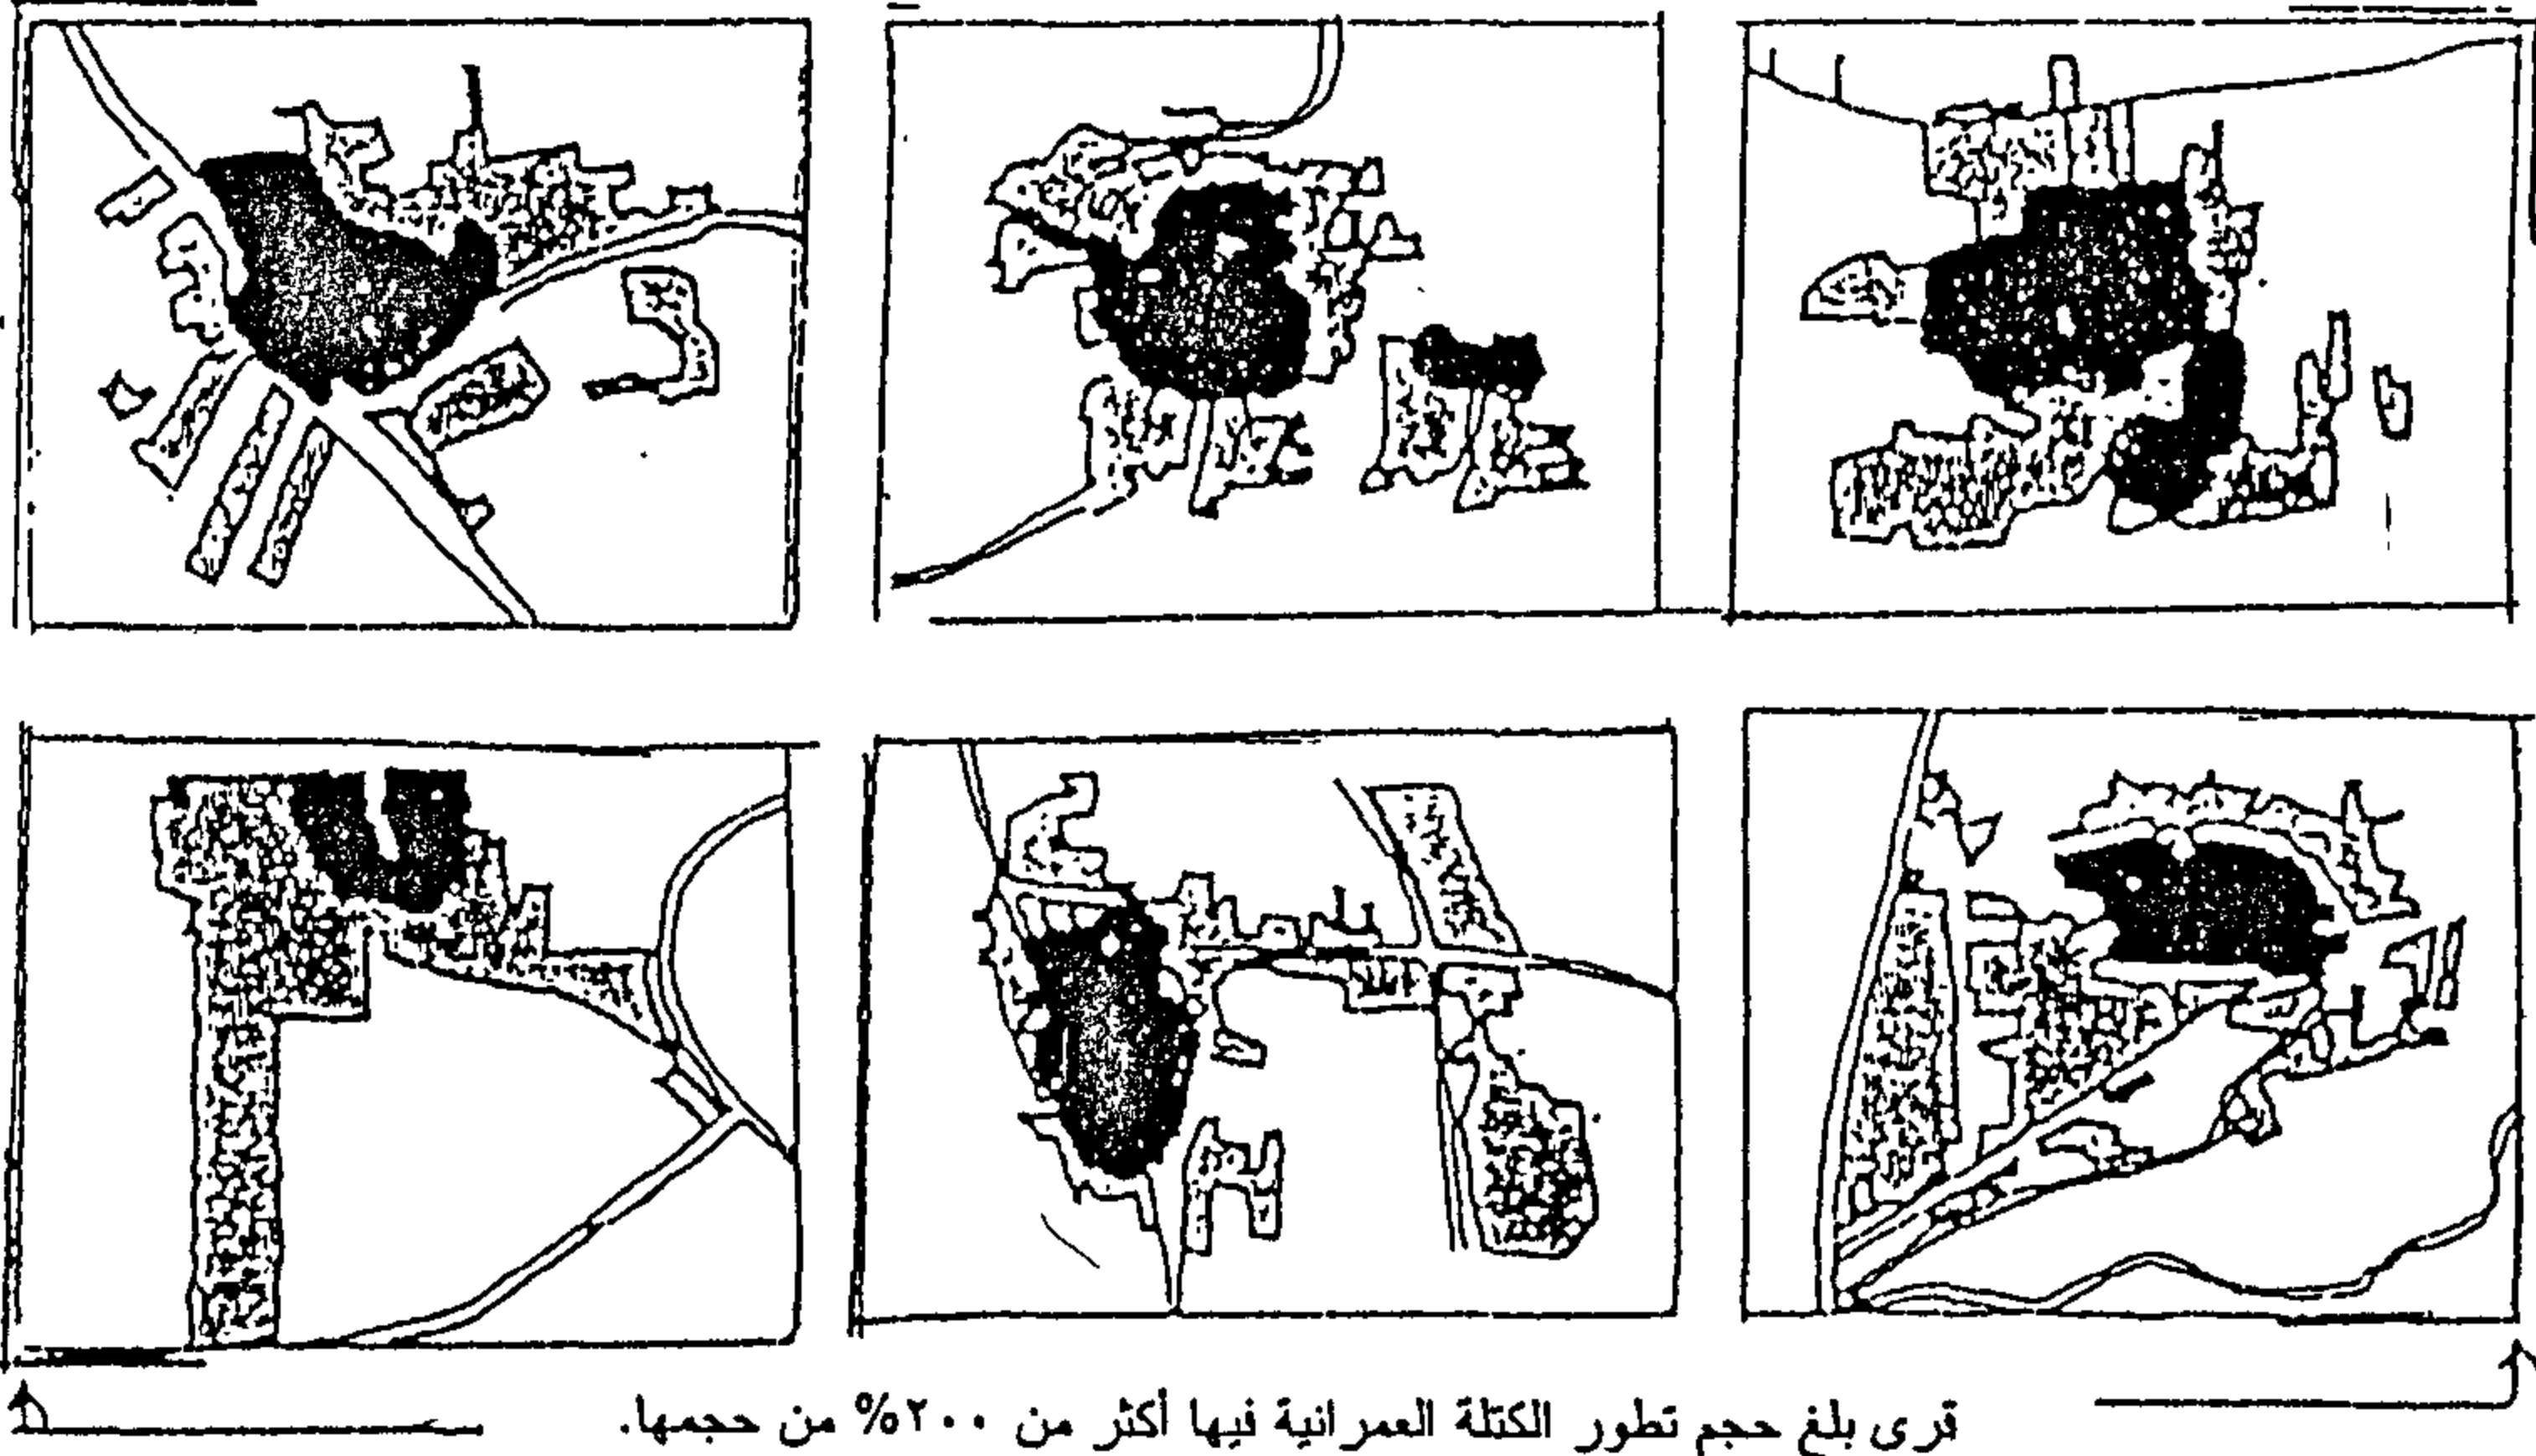 قرى بلغ حجم تطور الكتلة العمرانية فيها أكثر من ٢٠٠% من حجمها.